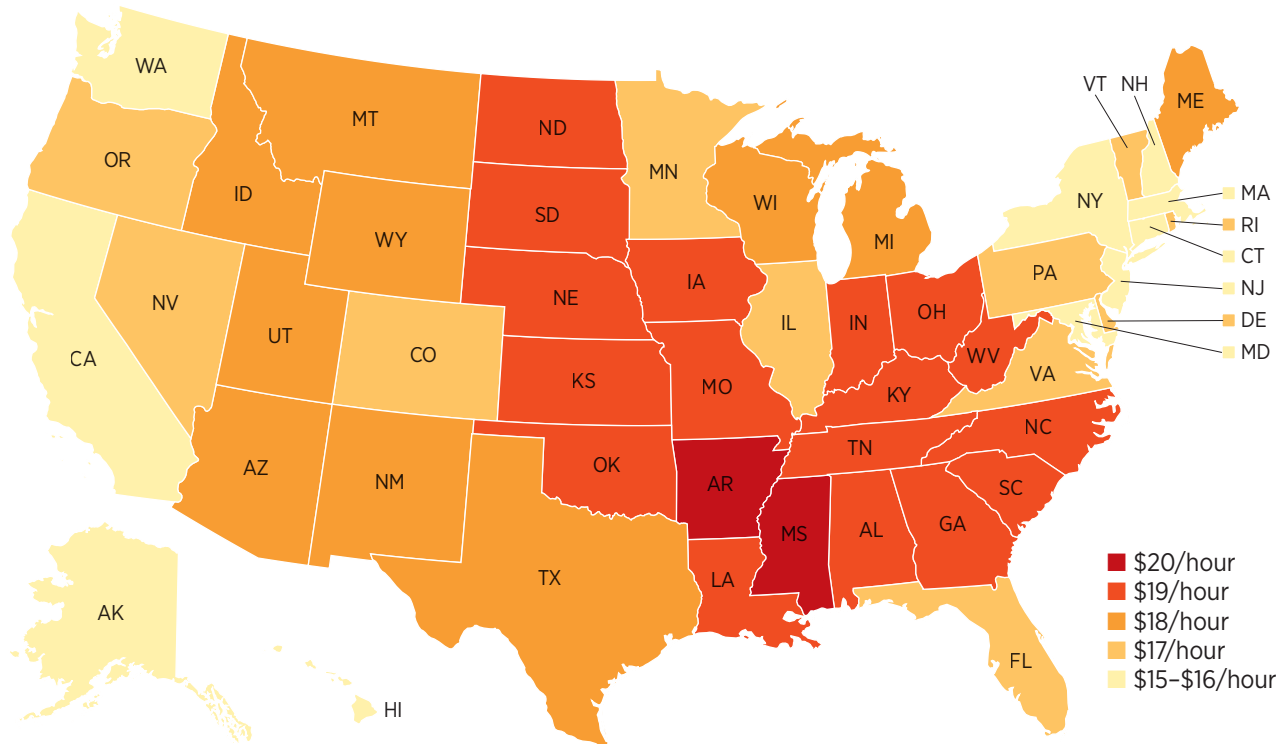 WA
MT
ND
VT NH
ME
OR
ID
MN
WI
SD
WY
MI
NY
MA
RI
CT
NJ
DE
MD
PA
NV
UT
CO
NE
IA
IL
IN
OH
WV
VA
CA
KS
MO
KY
NC
TN
AZ
NM
OK
AR
SC
MS
AL
GA
TX
LA
AK
HI
FL
$20/hour
$19/hour
$18/hour
$17/hour
$15–$16/hour